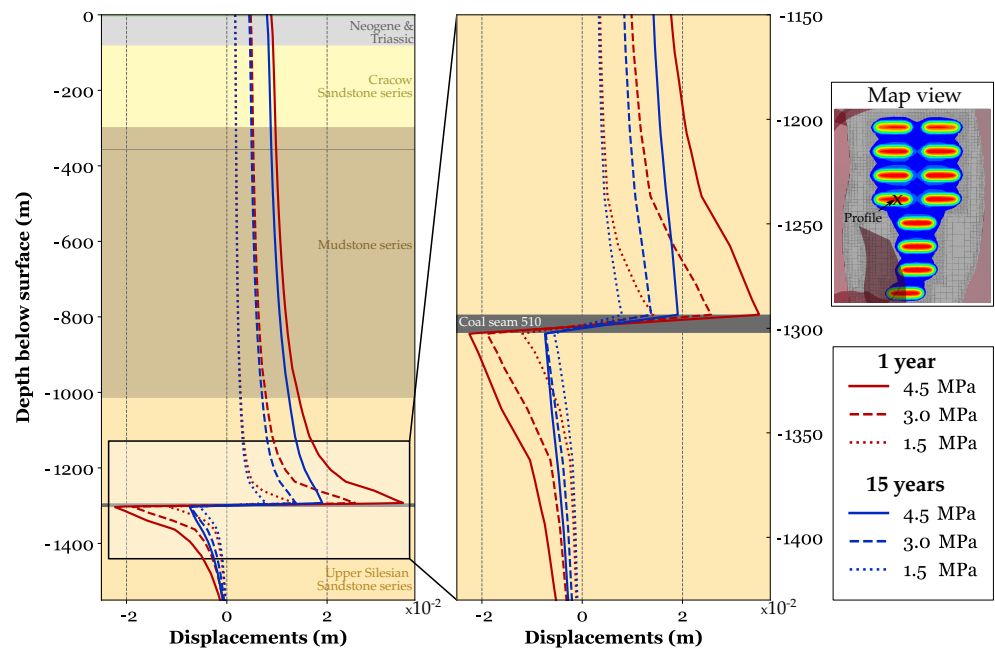 0
-200
-400
-600
-800
-1000
-1200
-1400
Depth below surface (m)
Neogene &
Triassic
Cracow
Sandstone series
Mudstone series
Upper Silesian
Sandstone series
-2
0
2
x10⁻²
Displacements (m)
Coal seam 510
-1150
-1200
-1250
-1300
-1350
-1400
-2
0
2
x10⁻²
Displacements (m)
Map view
X
Profile
1 year
4.5 MPa
3.0 MPa
1.5 MPa
15 years
4.5 MPa
3.0 MPa
1.5 MPa